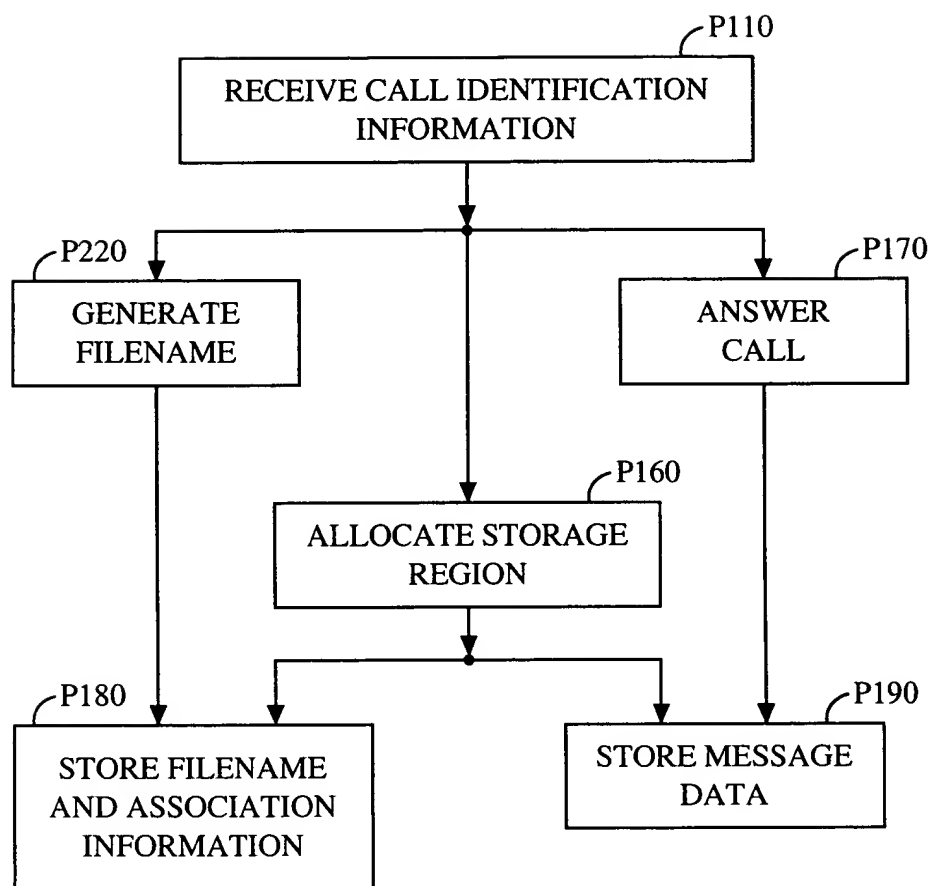 P110
RECEIVE CALL IDENTIFICATION
INFORMATION
P220
GENERATE
FILENAME
P170
ANSWER
CALL
P160
ALLOCATE STORAGE
REGION
P180
STORE FILENAME
AND ASSOCIATION
INFORMATION
P190
STORE MESSAGE
DATA